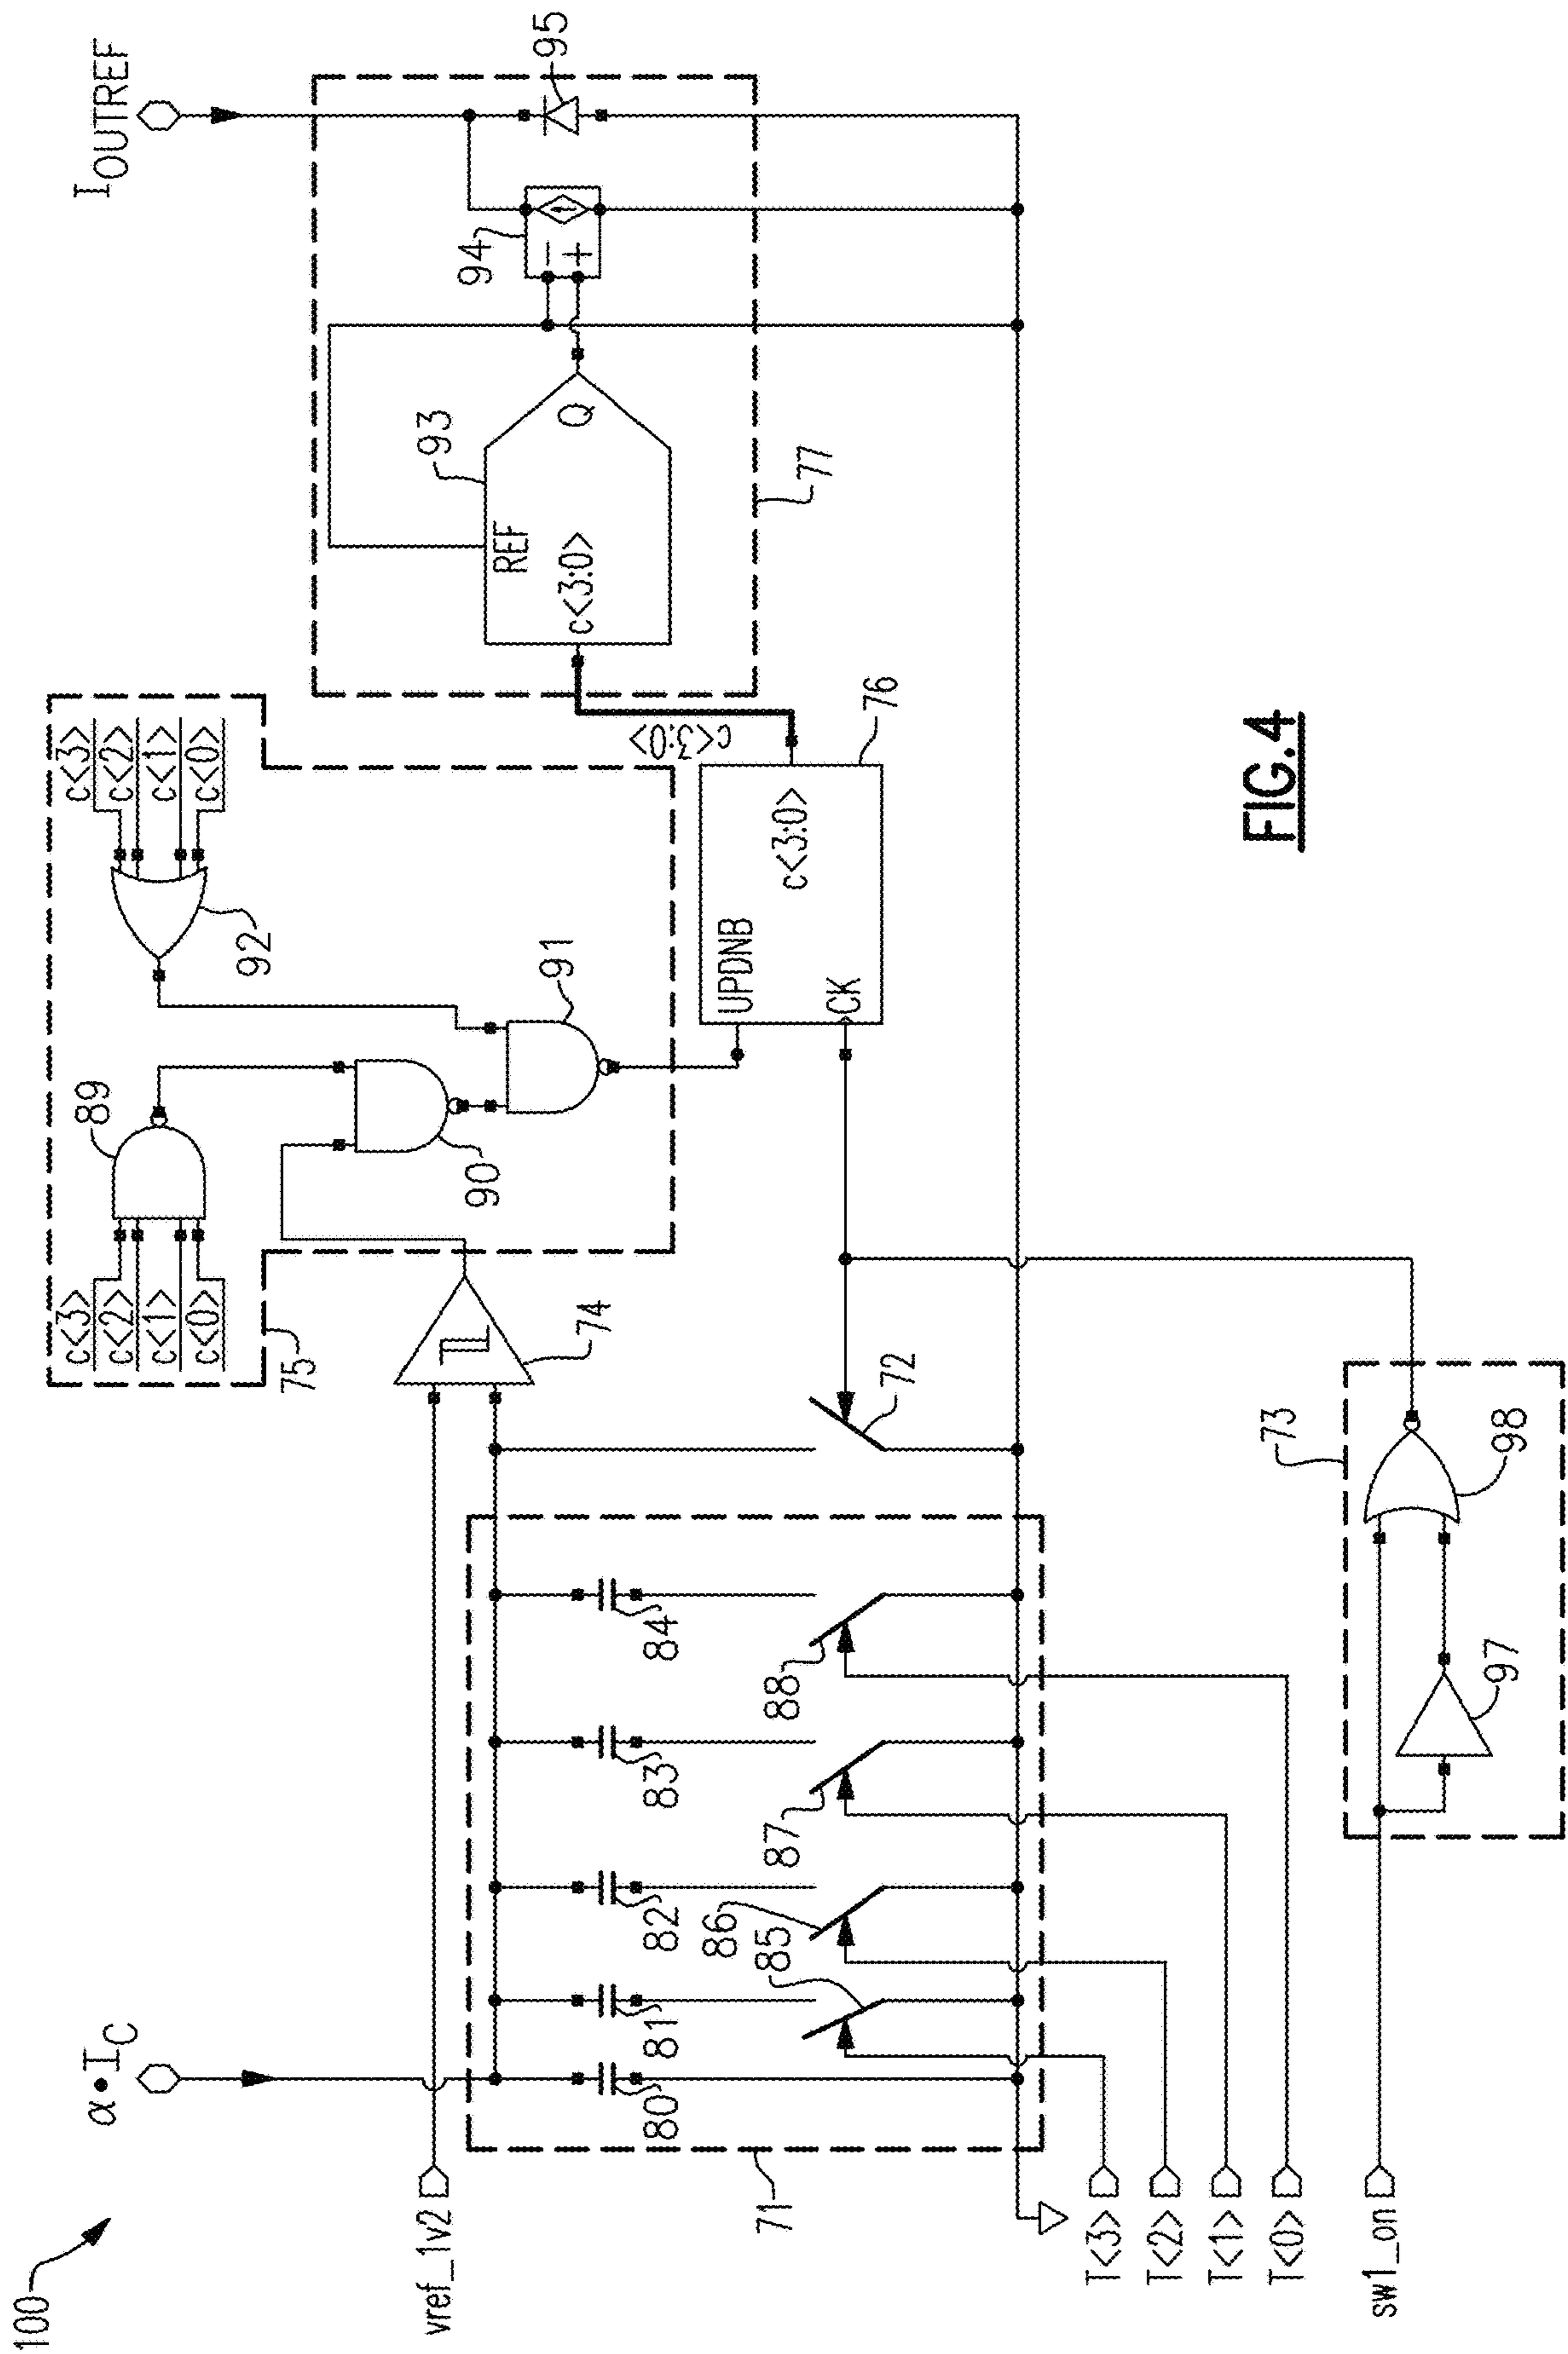 100
α•I_C
I_OUTREF
vref_1v2
T<3>
T<2>
T<1>
T<0>
sw1_on
71
80
81
82
83
84
85
86
87
88
72
73
97
98
74
75
c<3>
c<2>
c<1>
c<0>
89
90
91
92
c<3>
c<2>
c<1>
c<0>
UPDNB
CK
c<3:0>
76
c<3:0>
REF
c<3:0>
Q
93
94
− +
95
77
FIG.4